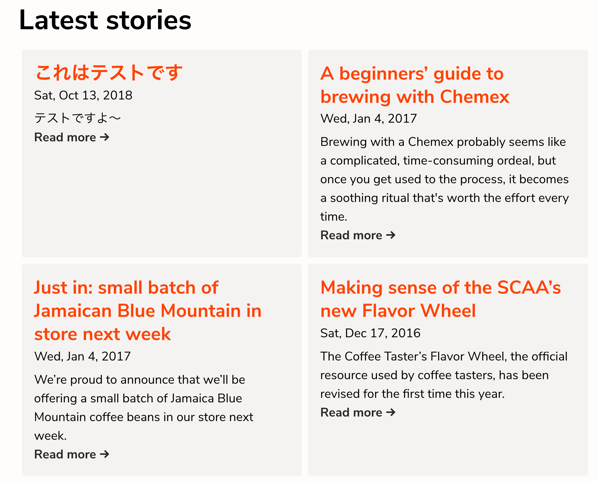 Latest stories
これはテストです
Sat, Oct 13, 2018
テストですよ〜
Read more →
A beginners’ guide to
brewing with Chemex
Wed, Jan 4, 2017
Brewing with a Chemex probably seems like
a complicated, time-consuming ordeal, but
once you get used to the process, it becomes
a soothing ritual that's worth the effort every
time.
Read more →
Just in: small batch of
Jamaican Blue Mountain in
store next week
Wed, Jan 4, 2017
We’re proud to announce that we’ll be
offering a small batch of Jamaica Blue
Mountain coffee beans in our store next
week.
Read more →
Making sense of the SCAA’s
new Flavor Wheel
Sat, Dec 17, 2016
The Coffee Taster’s Flavor Wheel, the official
resource used by coffee tasters, has been
revised for the first time this year.
Read more →